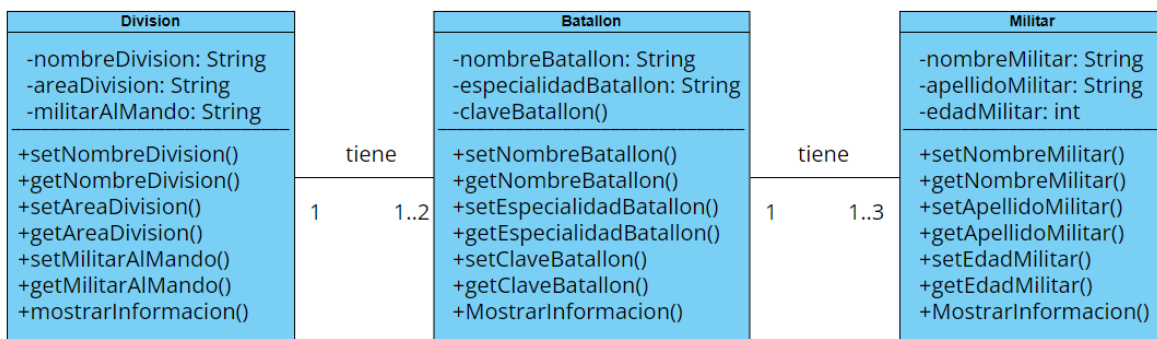 Division
-nombreDivision: String
-areaDivision: String
-militarAlMando: String
+setNombreDivision()
+getNombreDivision()
+setAreaDivision()
+getAreaDivision()
+setMilitarAlMando()
+getMilitarAlMando()
+mostrarInformacion()
tiene
1 1..2
Batallon
-nombreBatallon: String
-especialidadBatallon: String
-claveBatallon()
+setNombreBatallon()
+getNombreBatallon()
+setEspecialidadBatallon()
+getEspecialidadBatallon()
+setClaveBatallon()
+getClaveBatallon()
+MostrarInformacion()
tiene
1 1..3
Militar
-nombreMilitar: String
-apellidoMilitar: String
-edadMilitar: int
+setNombreMilitar()
+getNombreMilitar()
+setApellidoMilitar()
+getApellidoMilitar()
+setEdadMilitar()
+getEdadMilitar()
+MostrarInformacion()